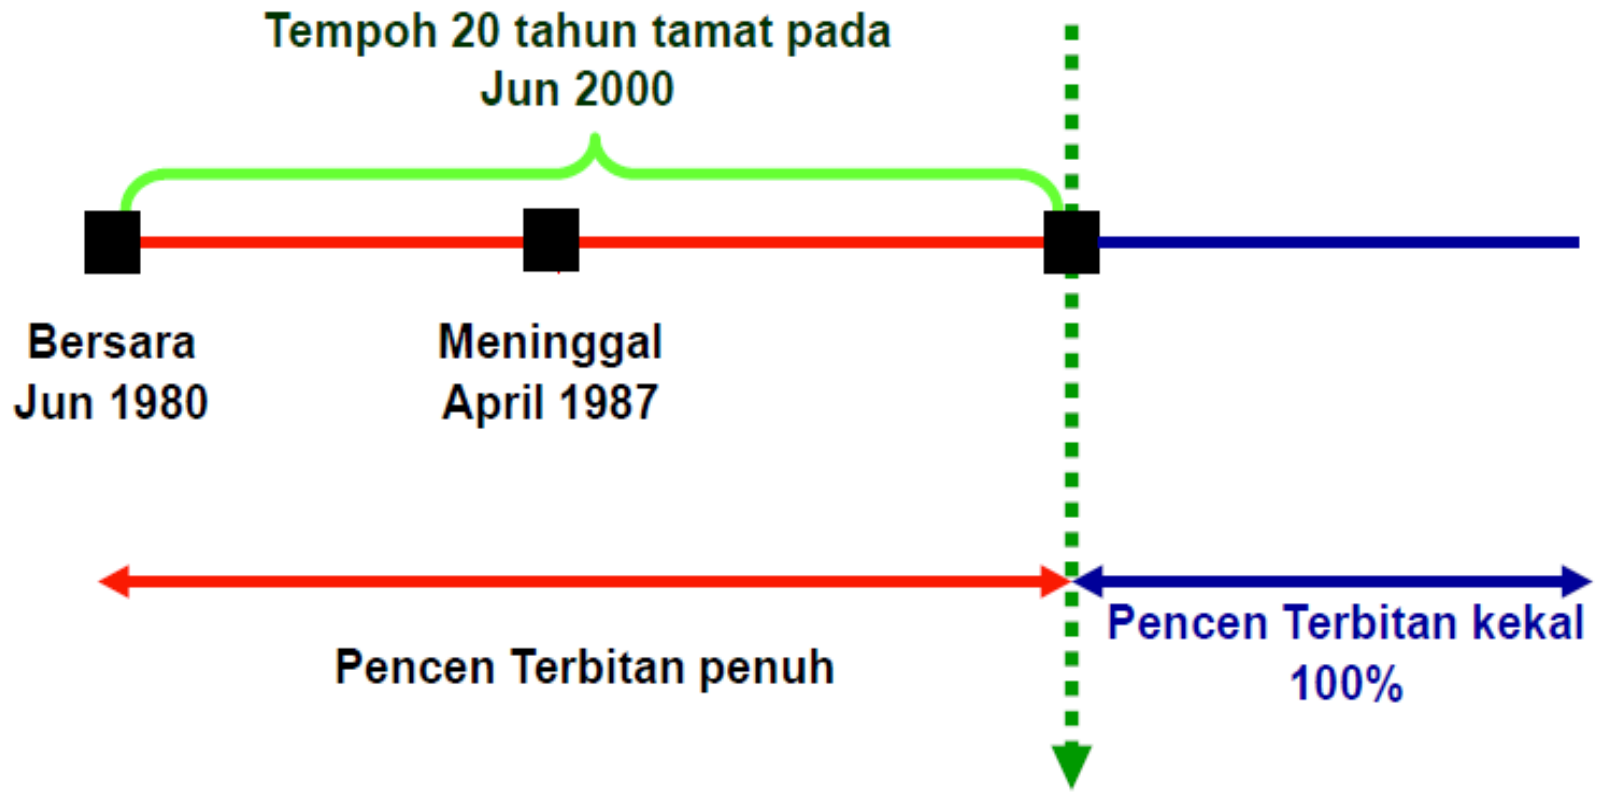 Tempoh 20 tahun tamat pada
Jun 2000
Bersara
Jun 1980
Meninggal
April 1987
Pencen Terbitan penuh
Pencen Terbitan kekal
100%